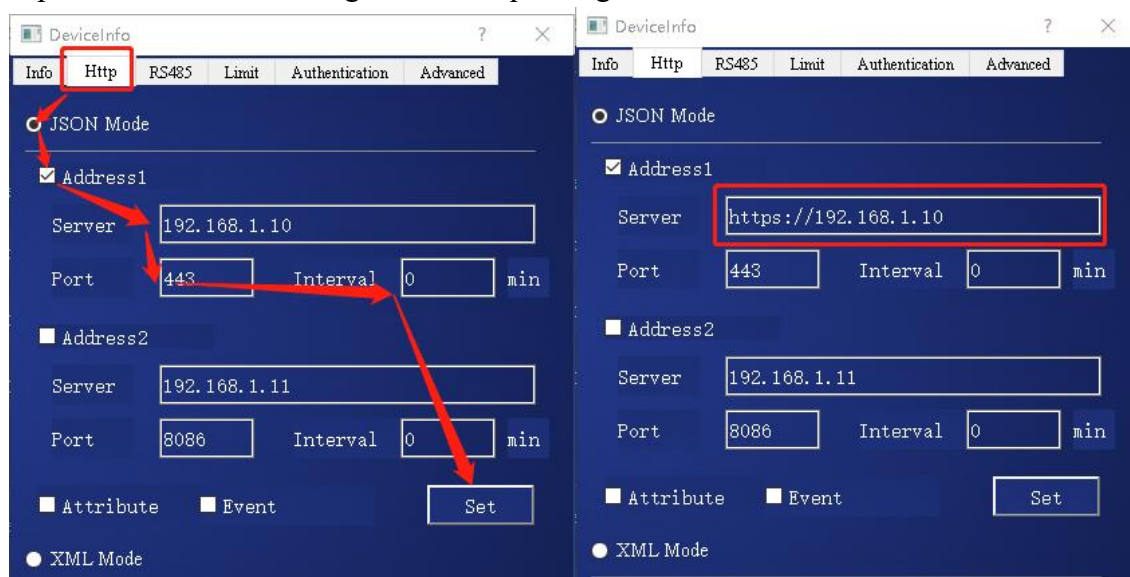 DeviceInfo ? ×
Info Http RS485 Limit Authentication Advanced
JSON Mode
Address1
Server 192.168.1.10
Port 443 Interval 0 min
Address2
Server 192.168.1.11
Port 8086 Interval 0 min
Attribute Event Set
XML Mode
DeviceInfo ? ×
Info Http RS485 Limit Authentication Advanced
JSON Mode
Address1
Server https://192.168.1.10
Port 443 Interval 0 min
Address2
Server 192.168.1.11
Port 8086 Interval 0 min
Attribute Event Set
XML Mode